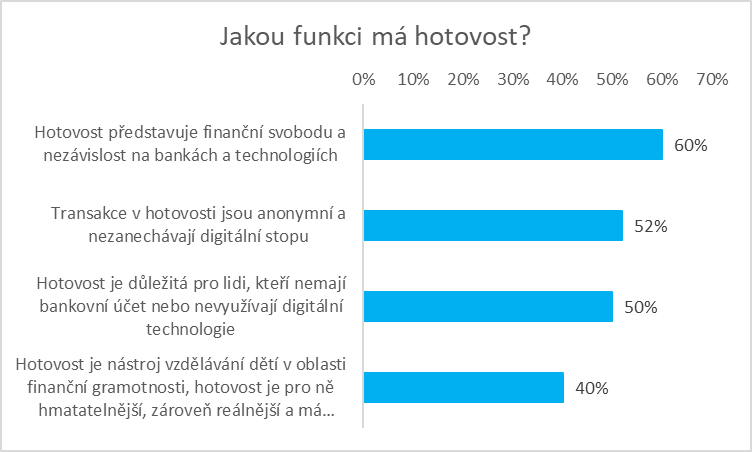 Jakou funkci má hotovost?
0% 10% 20% 30% 40% 50% 60% 70%
Hotovost představuje finanční svobodu a
nezávislost na bankách a technologiích
60%
Transakce v hotovosti jsou anonymní a
nezanechávají digitální stopu
52%
Hotovost je důležitá pro lidi, kteří nemají
bankovní účet nebo nevyužívají digitální
technologie
50%
Hotovost je nástroj vzdělávání dětí v oblasti
finanční gramotnosti, hotovost je pro ně
hmatatelnější, zároveň reálnější a má…
40%